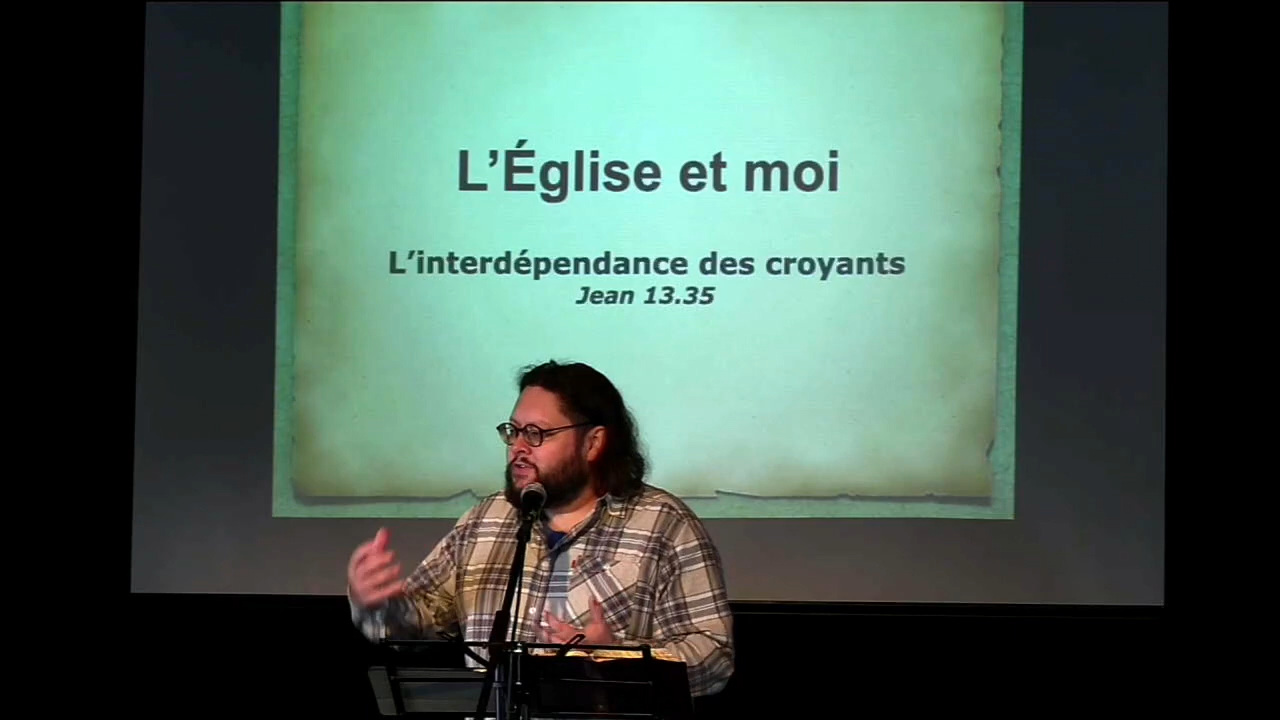 L’Église et moi
L’interdépendance des croyants
Jean 13.35